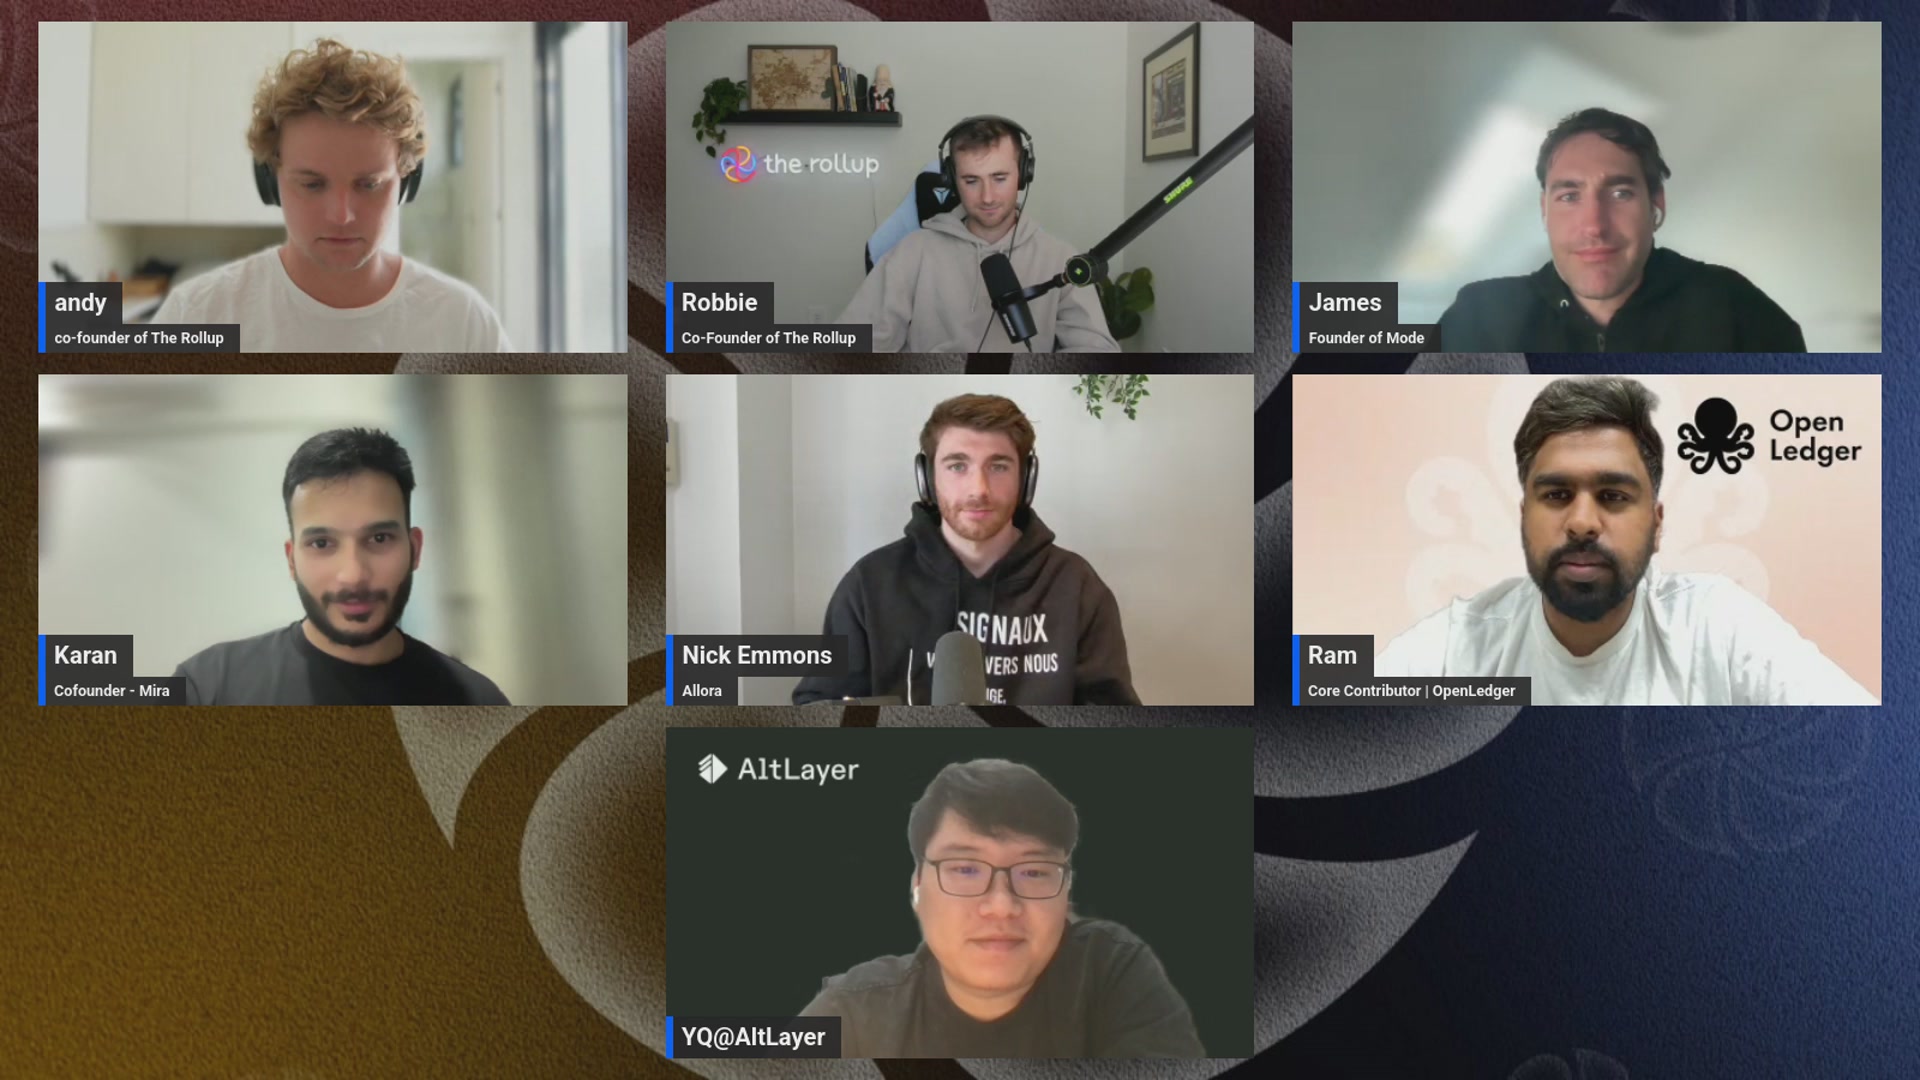 the rollup
SHURE
andy
co-founder of The Rollup
Robbie
Co-Founder of The Rollup
James
Founder of Mode
Open
Ledger
SIGNAUX
VERS NOUS
Karan
Cofounder - Mira
Nick Emmons
Allora
Ram
Core Contributor | OpenLedger
AltLayer
YQ@AltLayer